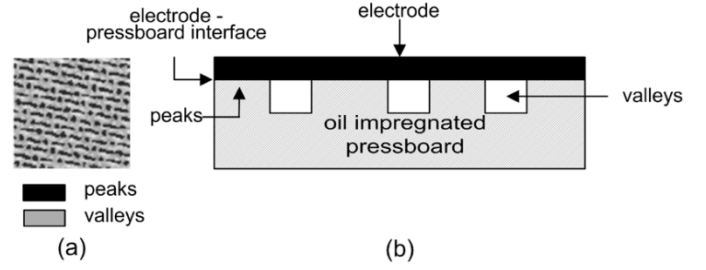 electrode -
pressboard interface
electrode
peaks
valleys
oil impregnated
pressboard
peaks
valleys
(a)
(b)